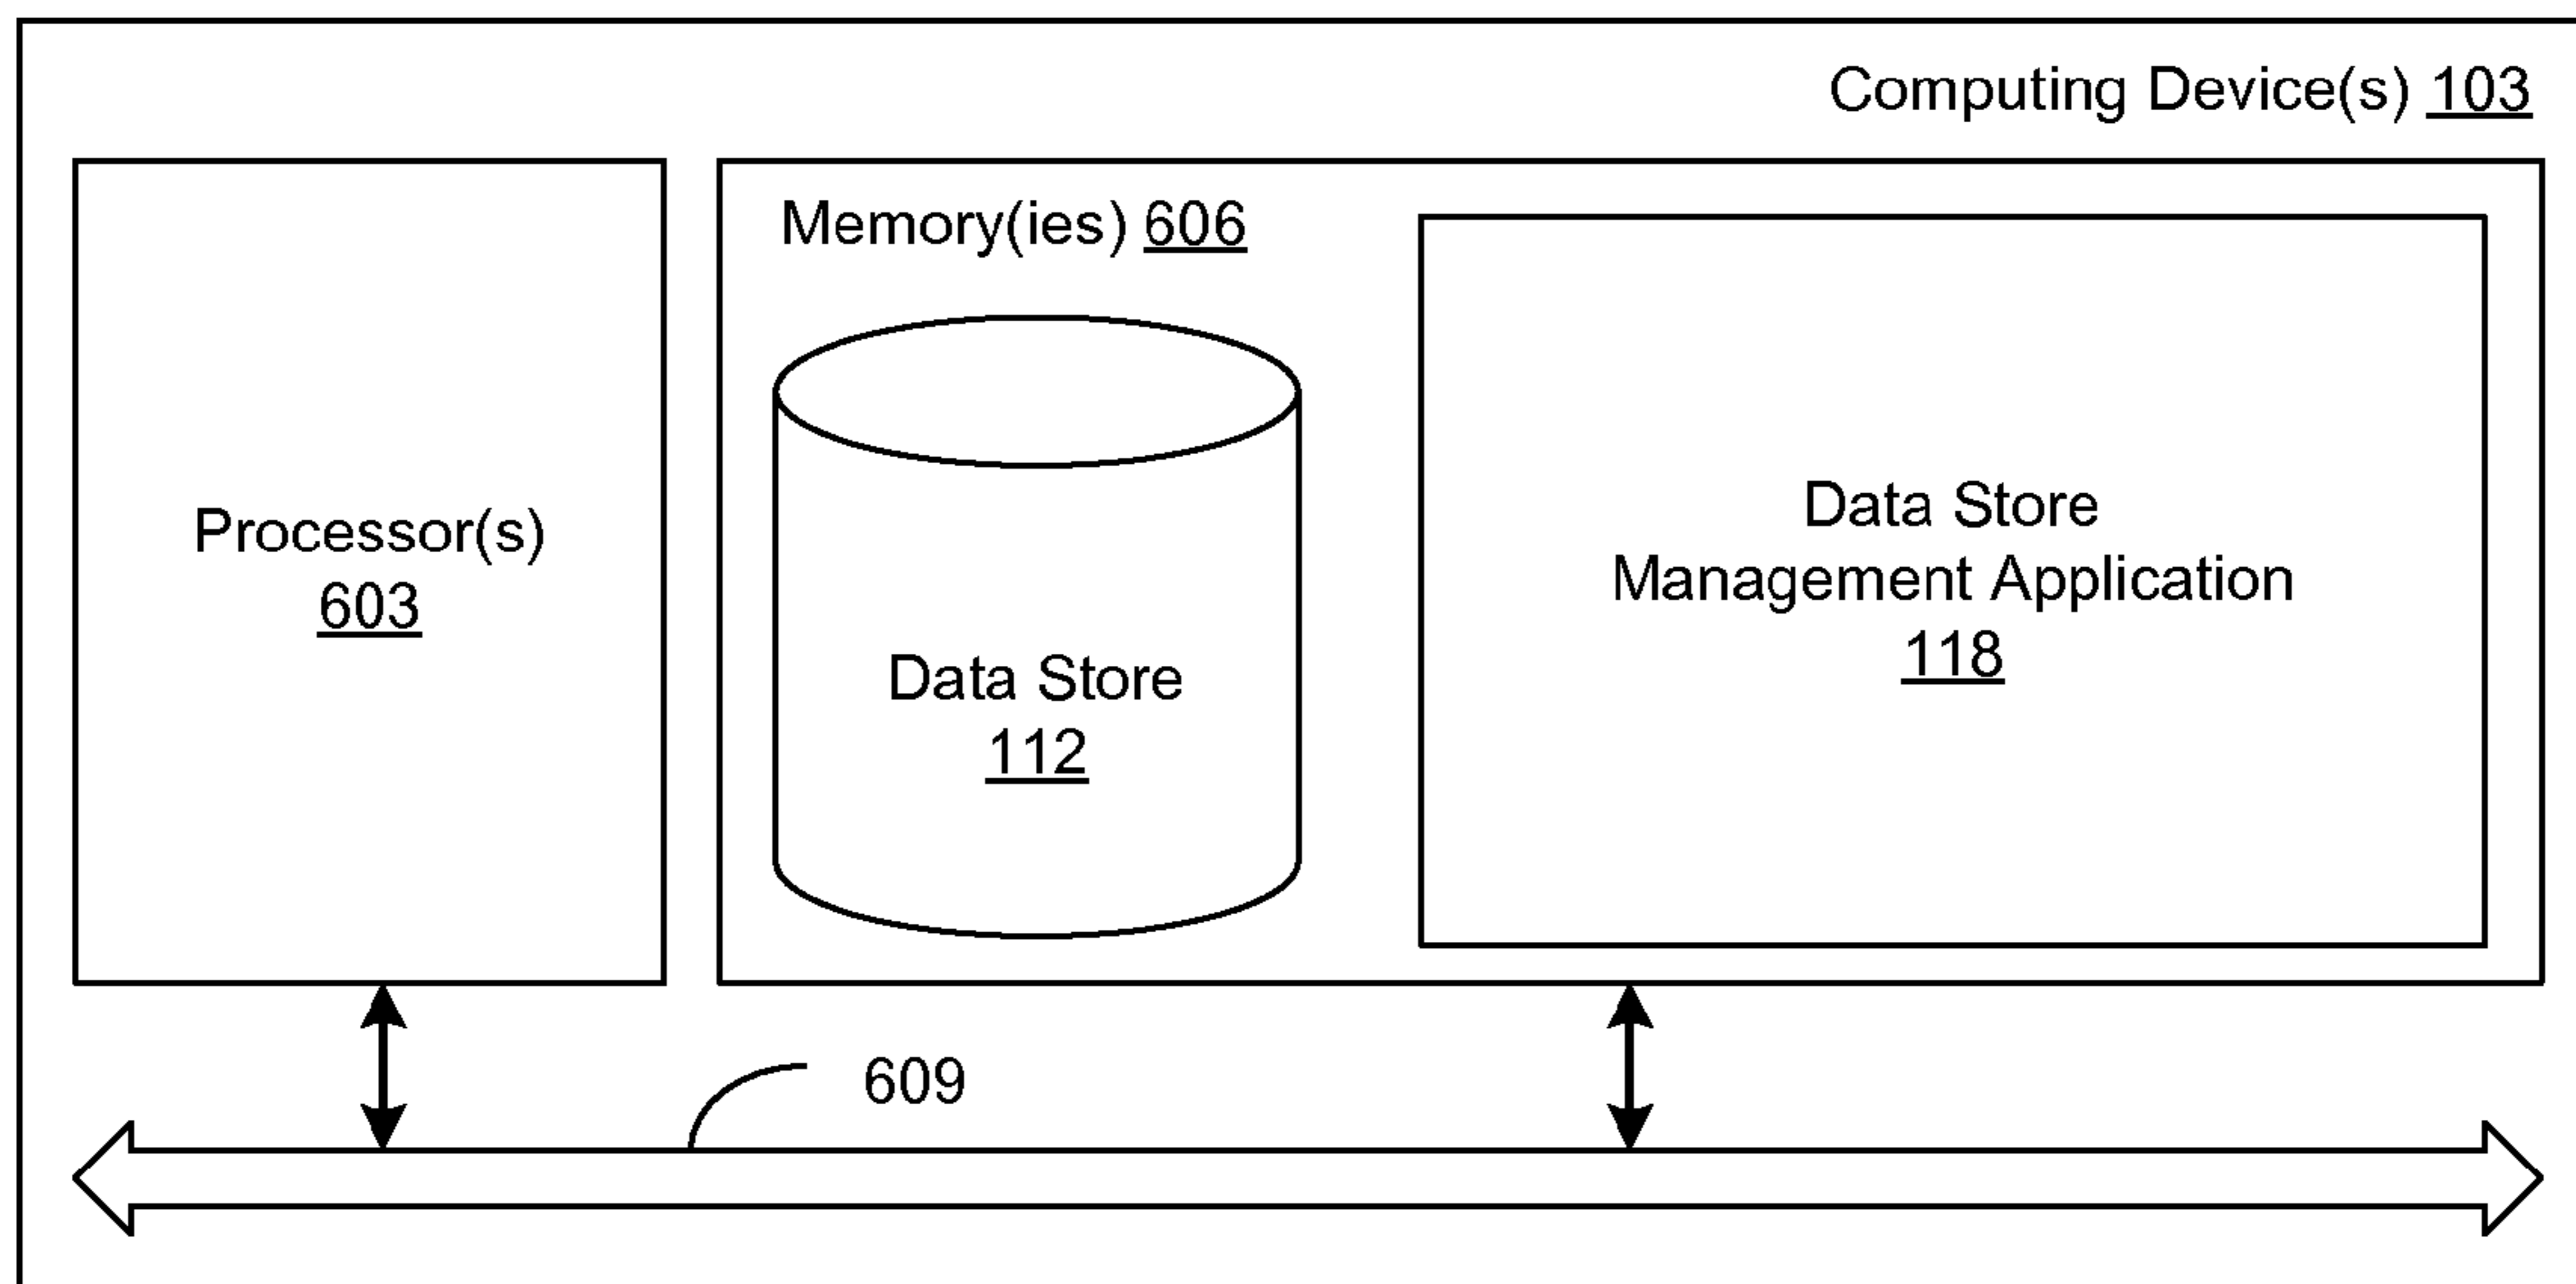 Computing Device(s) 103
Memory(ies) 606
Processor(s)
603
Data Store
112
Data Store
Management Application
118
609